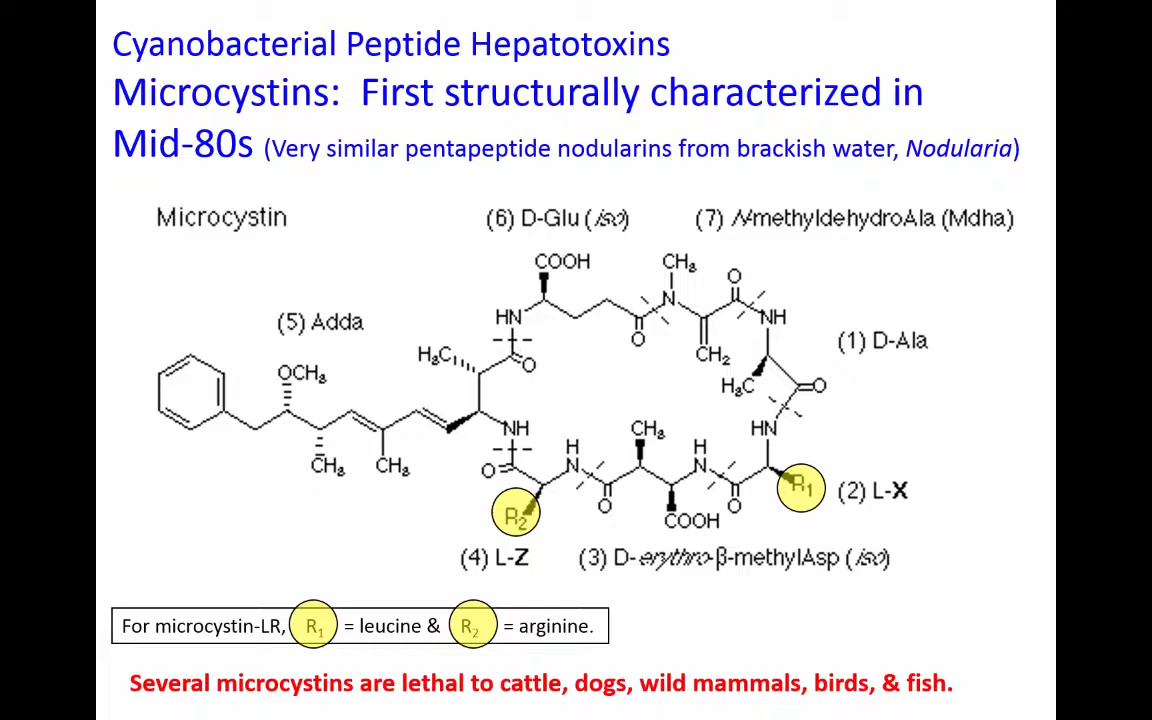 Cyanobacterial Peptide Hepatotoxins
Microcystins:  First structurally characterized in
Mid-80s (Very similar pentapeptide nodularins from brackish water, Nodularia)
Microcystin
(6) D-Glu (iso)
(7) N-methyldehydroAla (Mdha)
COOH
CH₃
O
HN
N
NH
(5) Adda
O
CH₂
(1) D-Ala
H₃C
O
OCH₃
H₃C
O
NH
CH₃
HN
H
N
H
N
CH₃
CH₃
O
R₁
(2) L-X
R₂
O
COOH
O
(4) L-Z
(3) D-erythro-β-methylAsp (iso)
For microcystin-LR, R₁ = leucine & R₂ = arginine.
Several microcystins are lethal to cattle, dogs, wild mammals, birds, & fish.